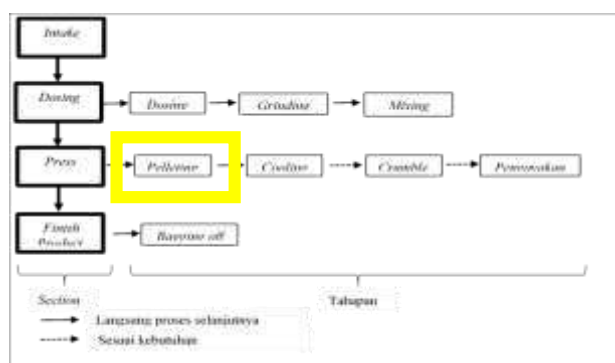 Intake
Dosing
Dosing
Grinding
Mixing
Press
Pelleting
Cooling
Crumble
Finish
Product
Bagging off
Section
Tahapan
Langsung proses selanjutnya
Sesuai kebutuhan